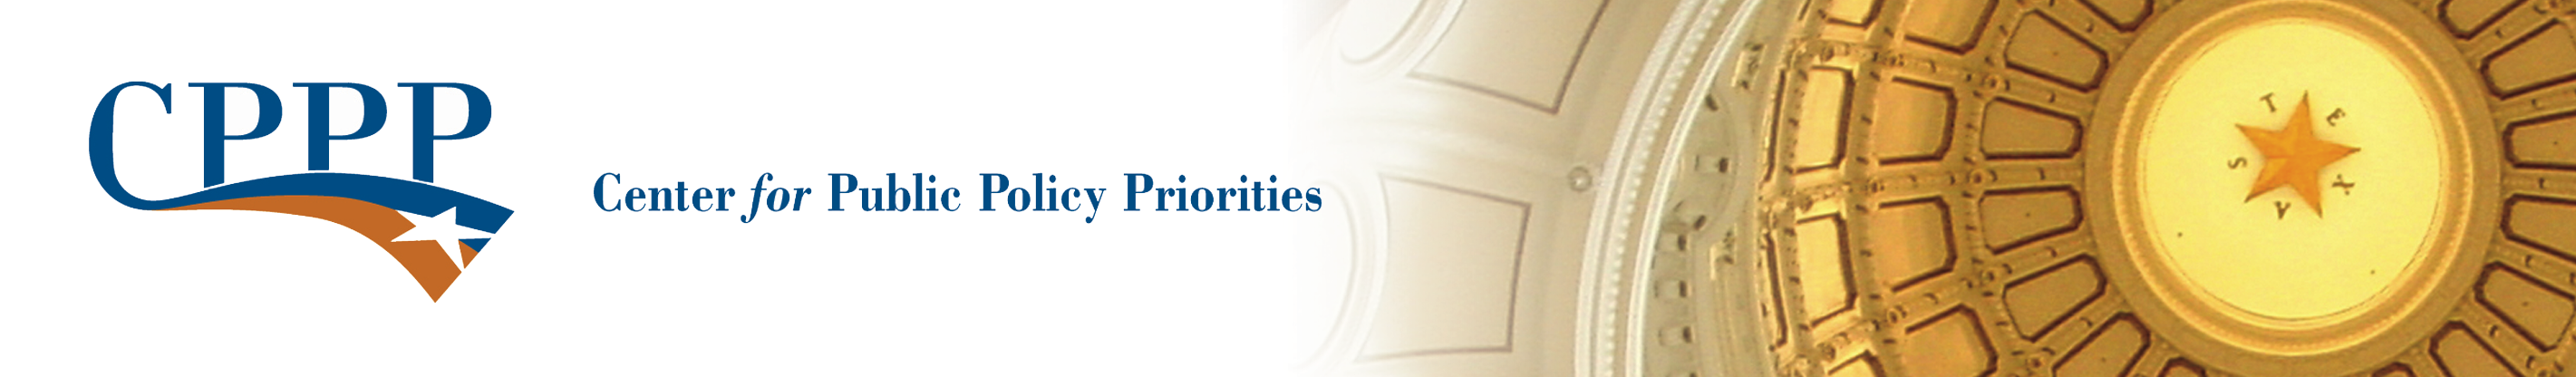 CPPP
Center for Public Policy Priorities
TEXAS